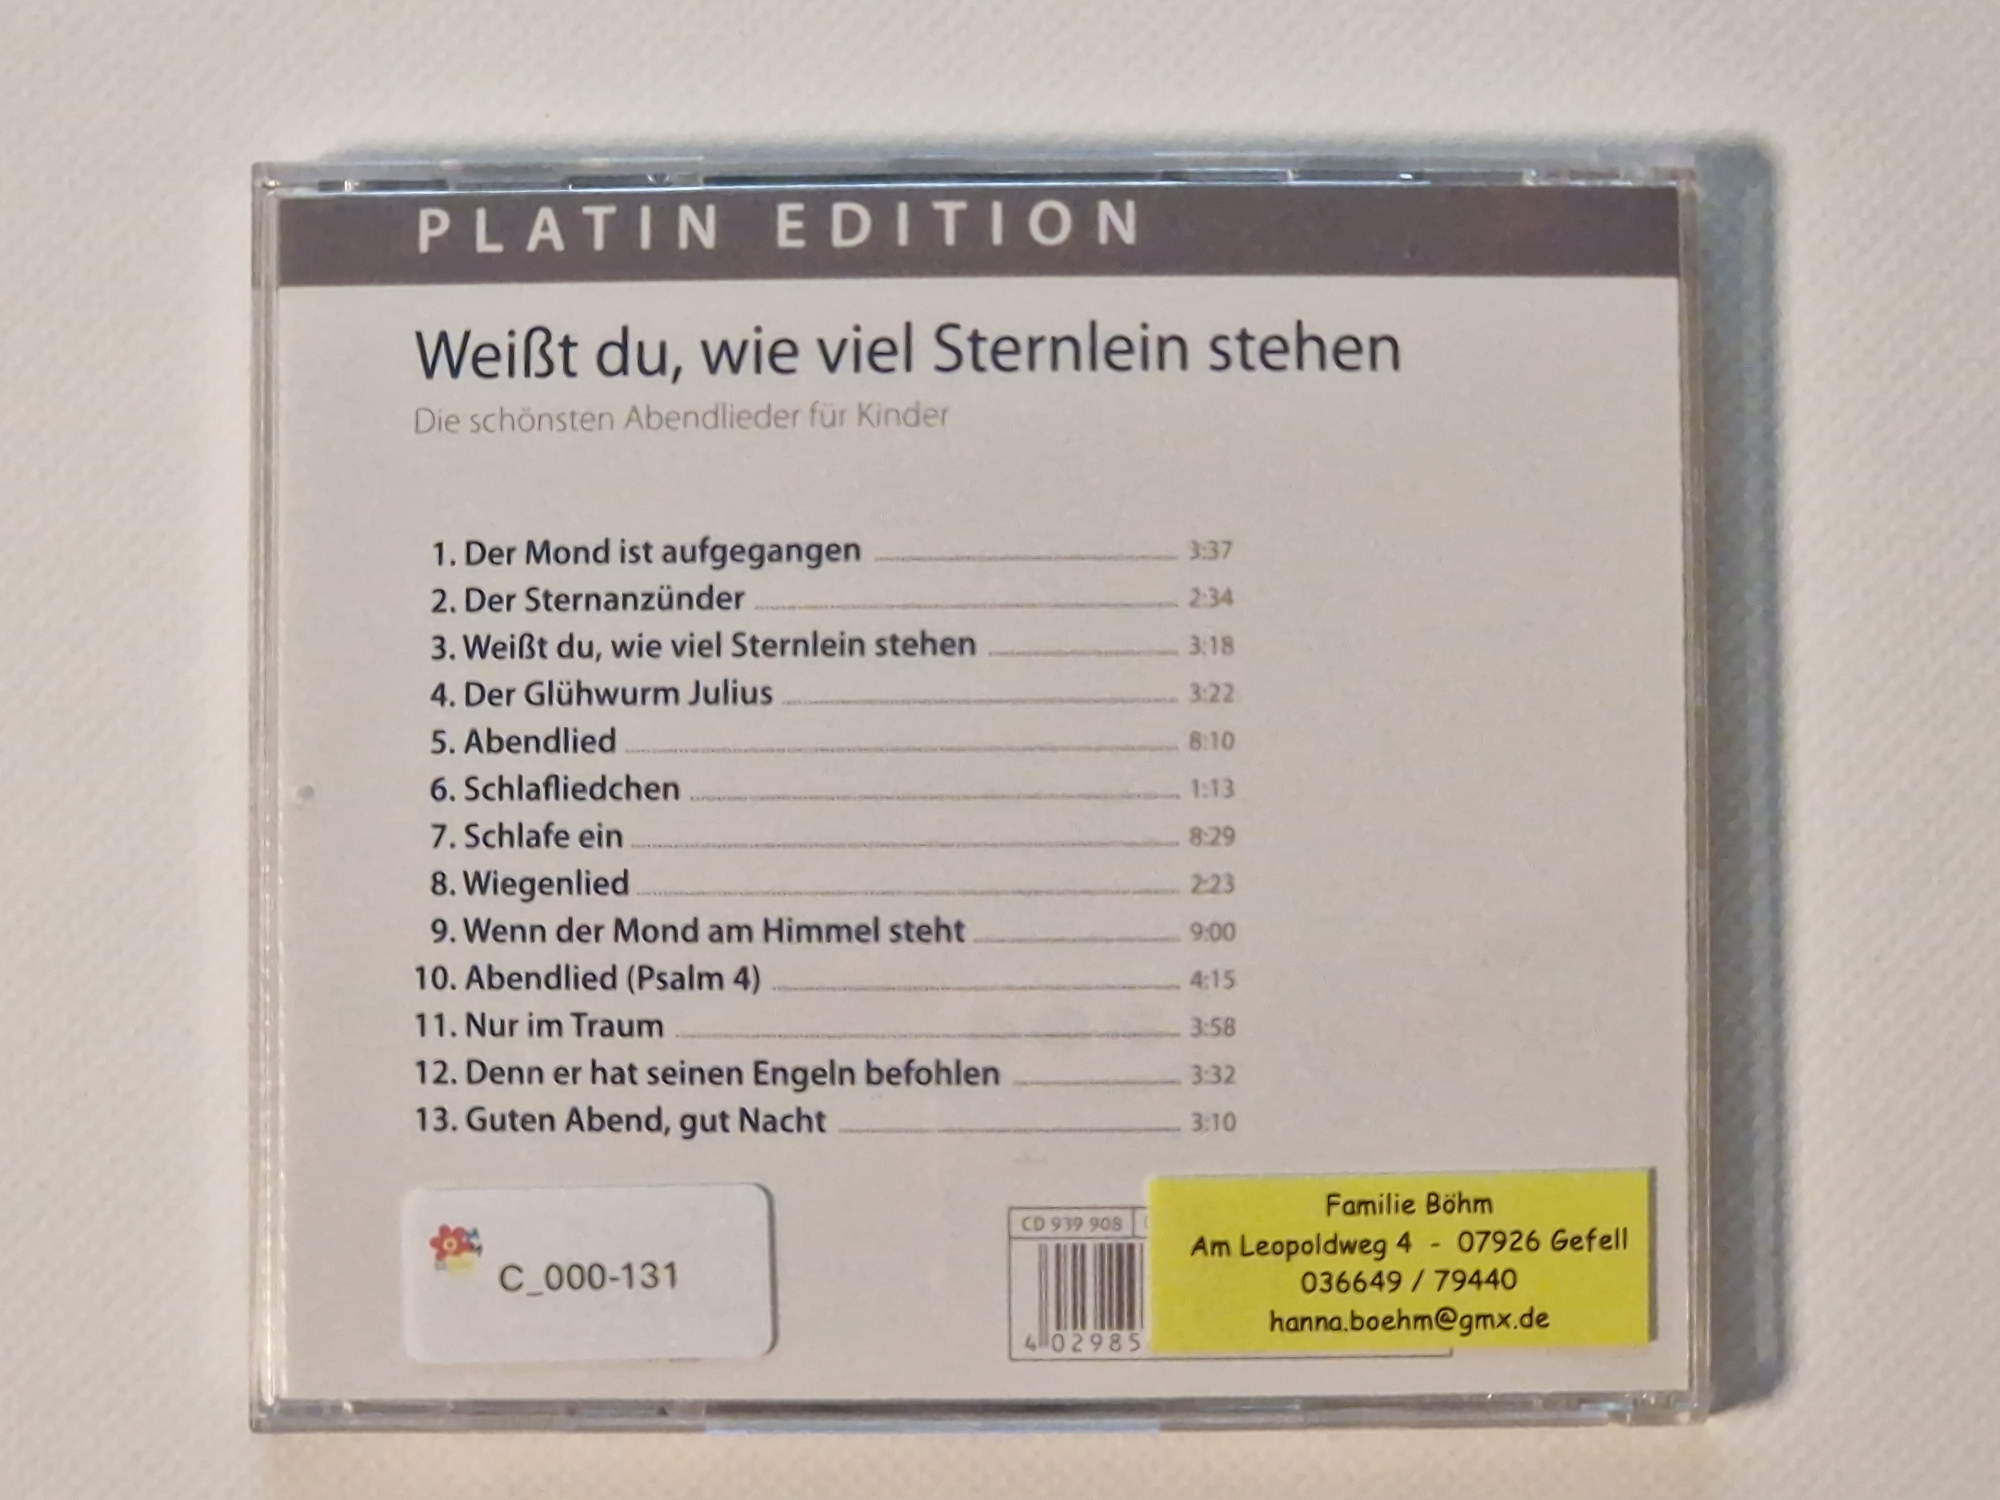 PLATIN EDITION
Weißt du, wie viel Sternlein stehen
Die schönsten Abendlieder für Kinder
1. Der Mond ist aufgegangen 3:37
2. Der Sternanzünder 2:34
3. Weißt du, wie viel Sternlein stehen 3:18
4. Der Glühwurm Julius 3:22
5. Abendlied 8:10
6. Schlafliedchen 1:13
7. Schlafe ein 8:29
8. Wiegenlied 2:23
9. Wenn der Mond am Himmel steht 9:00
10. Abendlied (Psalm 4) 4:15
11. Nur im Traum 3:58
12. Denn er hat seinen Engeln befohlen 3:32
13. Guten Abend, gut Nacht 3:10
C_000-131
CD 939 908
4 02985
Familie Böhm
Am Leopoldweg 4 - 07926 Gefell
036649 / 79440
hanna.boehm@gmx.de